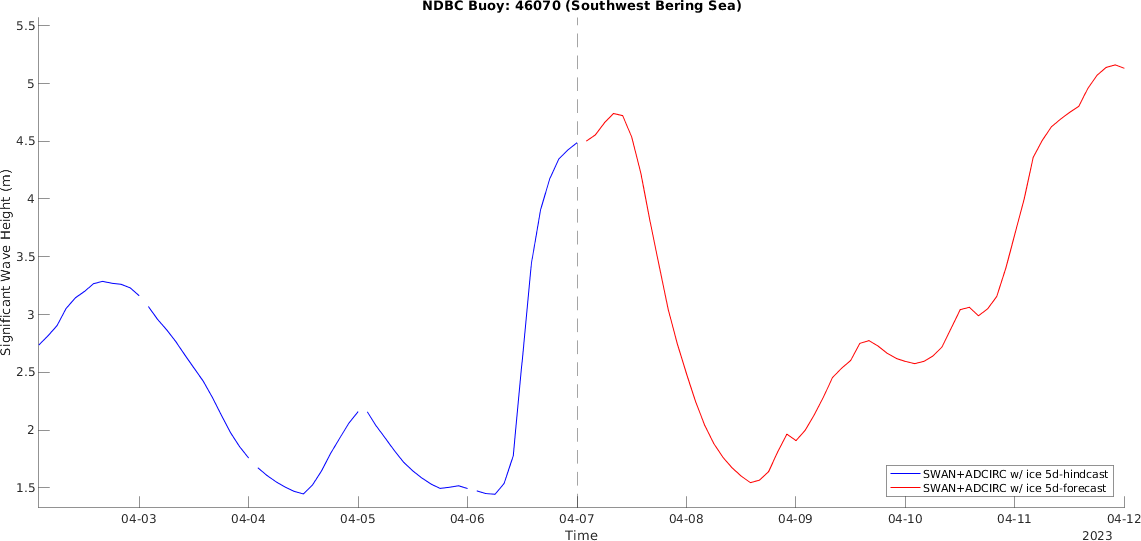 NDBC Buoy: 46070 (Southwest Bering Sea)
5.5
5
4.5
4
3.5
3
2.5
2
1.5
Significant Wave Height (m)
SWAN+ADCIRC w/ ice 5d-hindcast
SWAN+ADCIRC w/ ice 5d-forecast
04-03 04-04 04-05 04-06 04-07 04-08 04-09 04-10 04-11 04-12
Time
2023